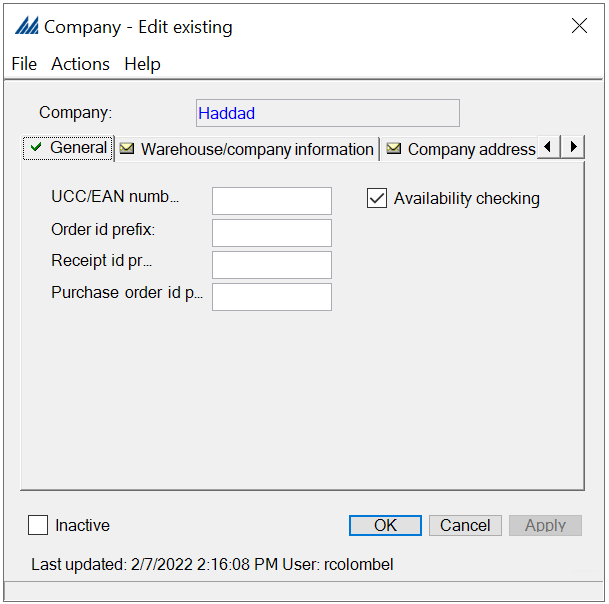 Company - Edit existing
File Actions Help
Company: Haddad
General Warehouse/company information Company address
UCC/EAN numb... Availability checking
Order id prefix:
Receipt id pr...
Purchase order id p...
Inactive OK Cancel Apply
Last updated: 2/7/2022 2:16:08 PM User: rcolombel